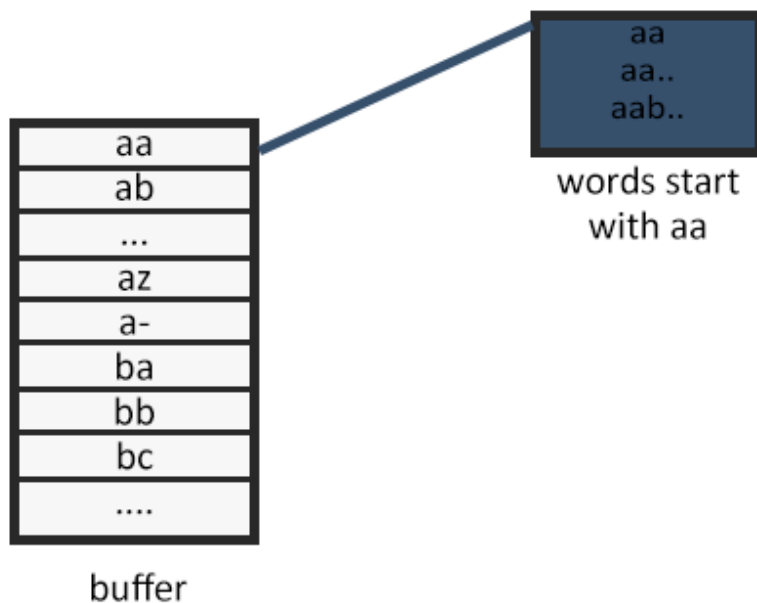 aa
ab
...
az
a-
ba
bb
bc
....
buffer
aa
aa..
aab..
words start
with aa